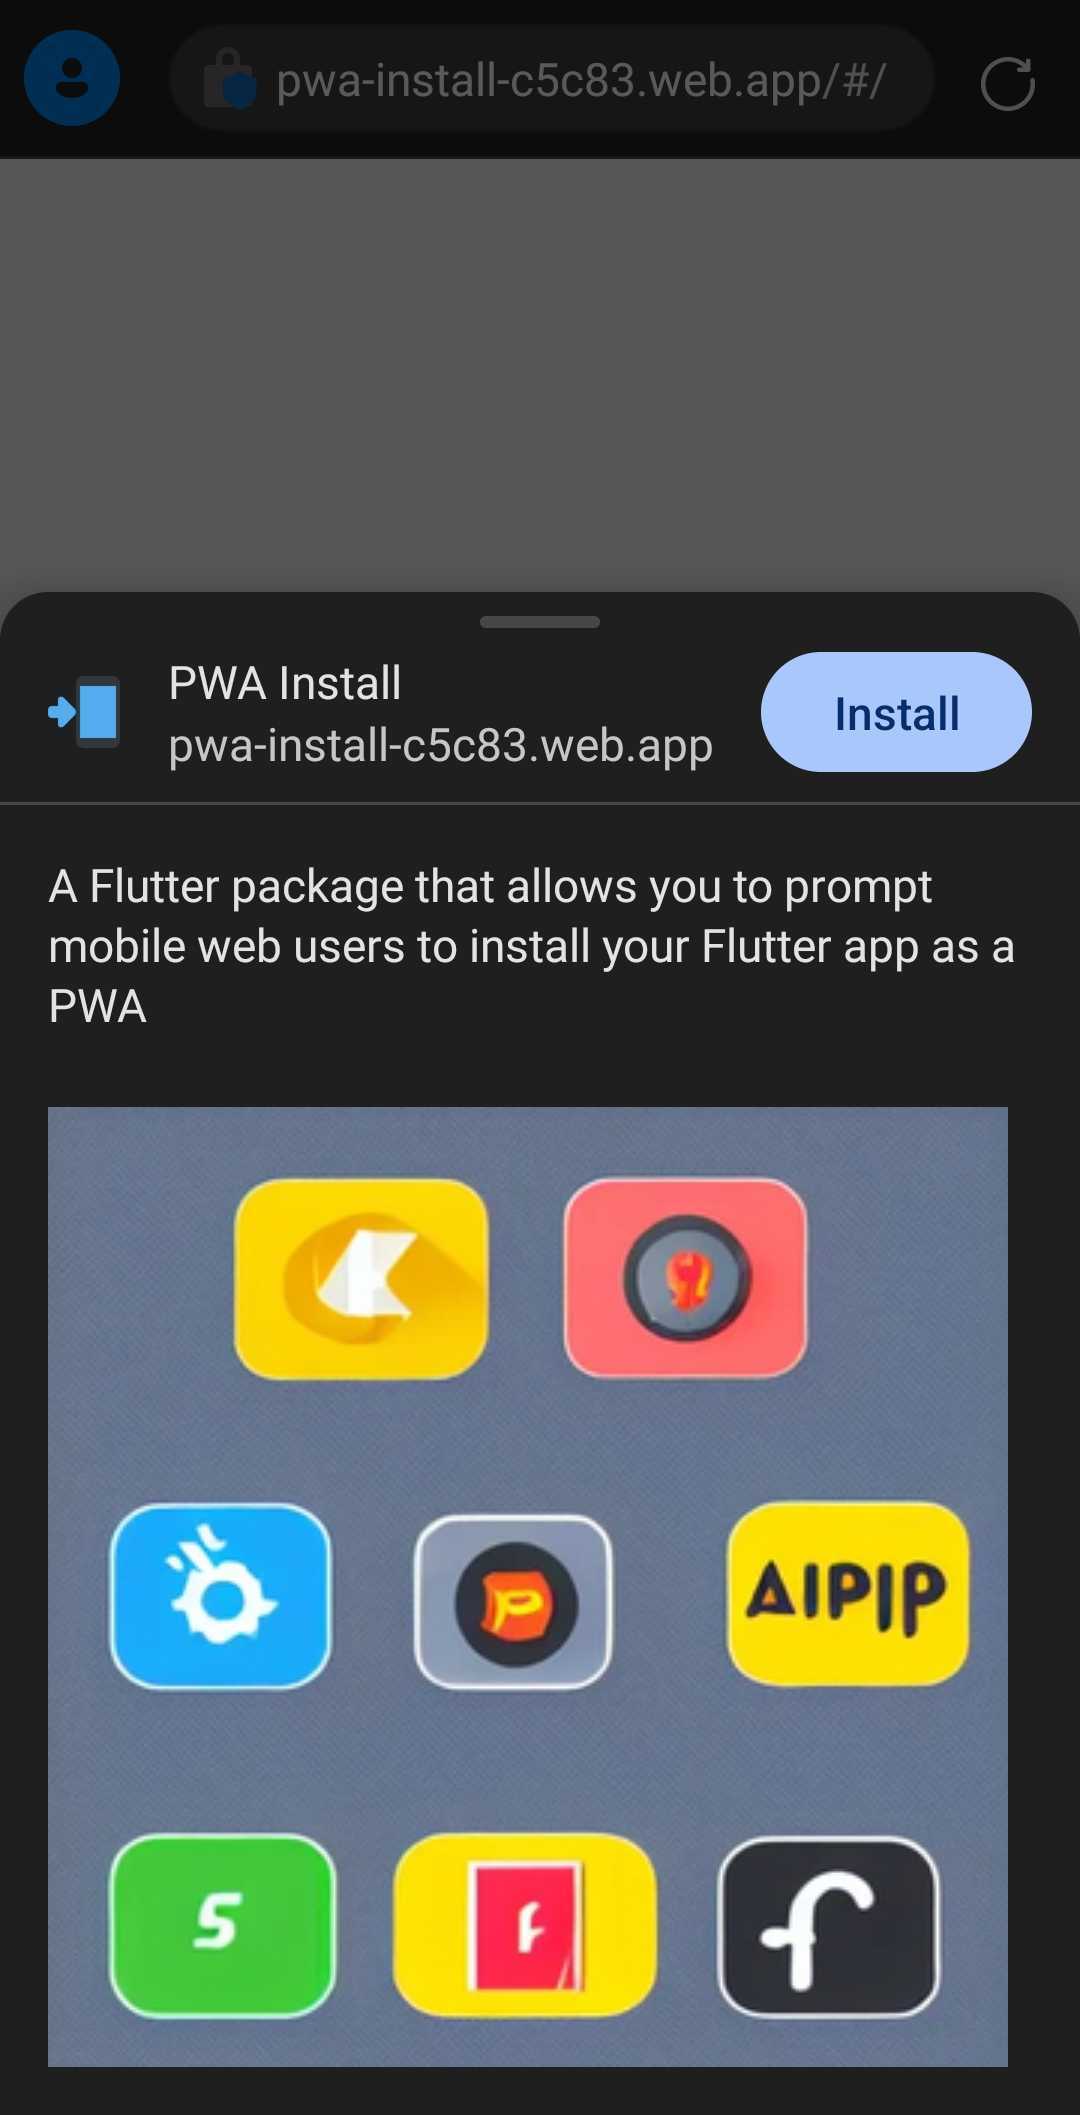 pwa-install-c5c83.web.app/#/
PWA Install
pwa-install-c5c83.web.app
Install
A Flutter package that allows you to prompt
mobile web users to install your Flutter app as a
PWA
P
AIPIP
S
f